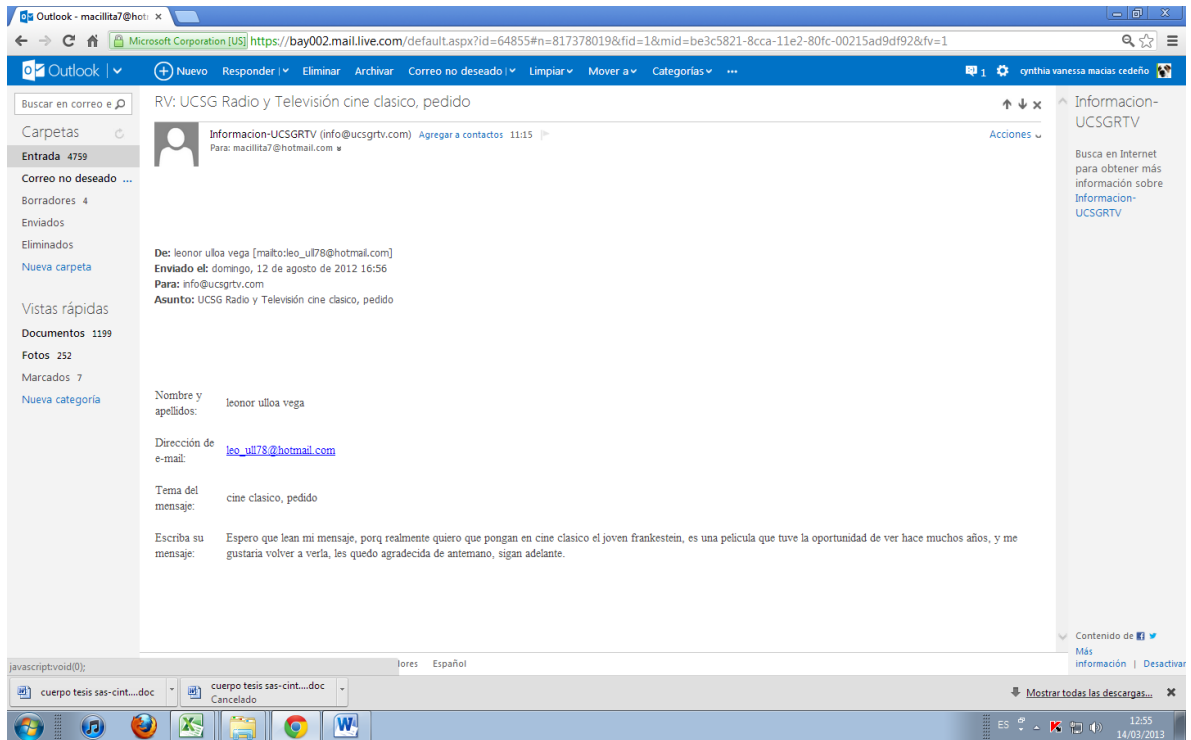 Outlook - macillita7@hot
Microsoft Corporation [US] https://bay002.mail.live.com/default.aspx?id=64855#n=817378019&fid=1&mid=be3c5821-8cca-11e2-80fc-00215ad9df92&fv=1
Outlook Nuevo Responder Eliminar Archivar Correo no deseado Limpiar Mover a Categorías ••• 1 cynthia vanessa macias cedeño
Buscar en correo e
Carpetas
Entrada 4759
Correo no deseado ...
Borradores 4
Enviados
Eliminados
Nueva carpeta
Vistas rápidas
Documentos 1199
Fotos 252
Marcados 7
Nueva categoría
RV: UCSG Radio y Televisión cine clasico, pedido
Informacion-UCSGRTV (info@ucsgrtv.com) Agregar a contactos 11:15
Para: macillita7@hotmail.com
Acciones
De: leonor ulloa vega [mailto:leo_ull78@hotmail.com]
Enviado el: domingo, 12 de agosto de 2012 16:56
Para: info@ucsgrtv.com
Asunto: UCSG Radio y Televisión cine clasico, pedido
Nombre y
apellidos:
leonor ulloa vega
Dirección de
e-mail:
leo_ull78@hotmail.com
Tema del
mensaje:
cine clasico, pedido
Escriba su
mensaje:
Espero que lean mi mensaje, porq realmente quiero que pongan en cine clasico el joven frankestein, es una pelicula que tuve la oportunidad de ver hace muchos años, y me
gustaria volver a verla, les quedo agradecida de antemano, sigan adelante.
Informacion-
UCSGRTV
Busca en Internet
para obtener más
información sobre
Informacion-
UCSGRTV
Contenido de
Más
información | Desactivar
javascript:void(0);
lores Español
cuerpo tesis sas-cint....doc
cuerpo tesis sas-cint....doc
Cancelado
Mostrar todas las descargas...
ES
12:55
14/03/2013